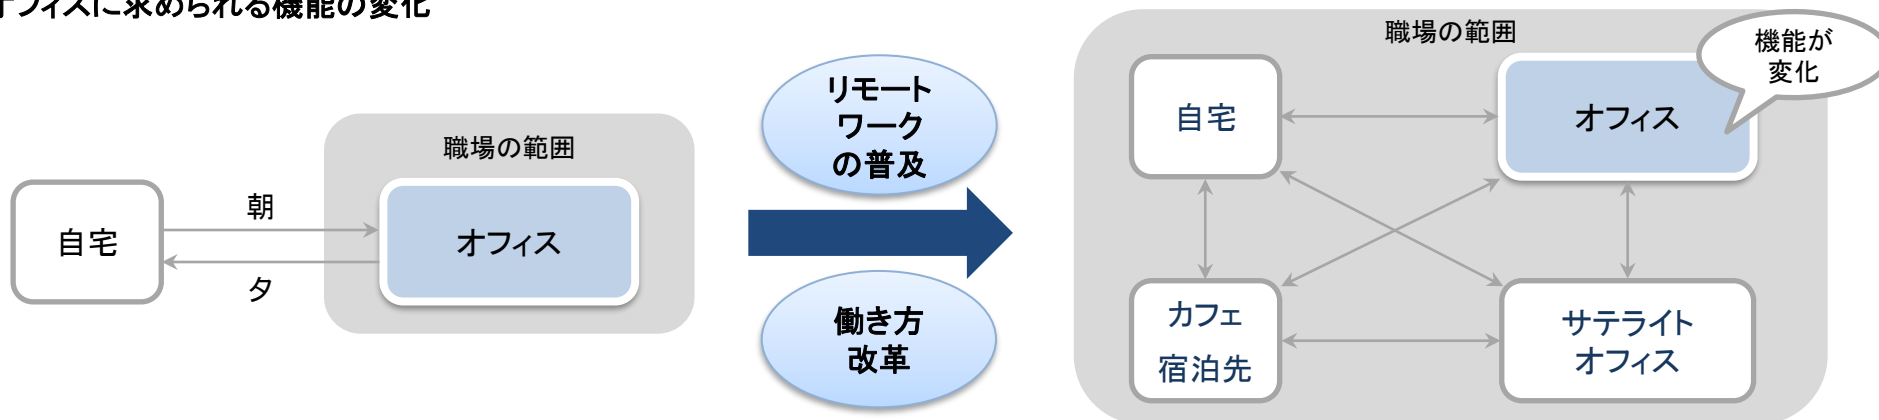 オフィスに求められる機能の変化
職場の範囲
自宅
朝
夕
オフィス
リモート
ワーク
の普及
働き方
改革
職場の範囲
機能が
変化
自宅
オフィス
カフェ
宿泊先
サテライト
オフィス